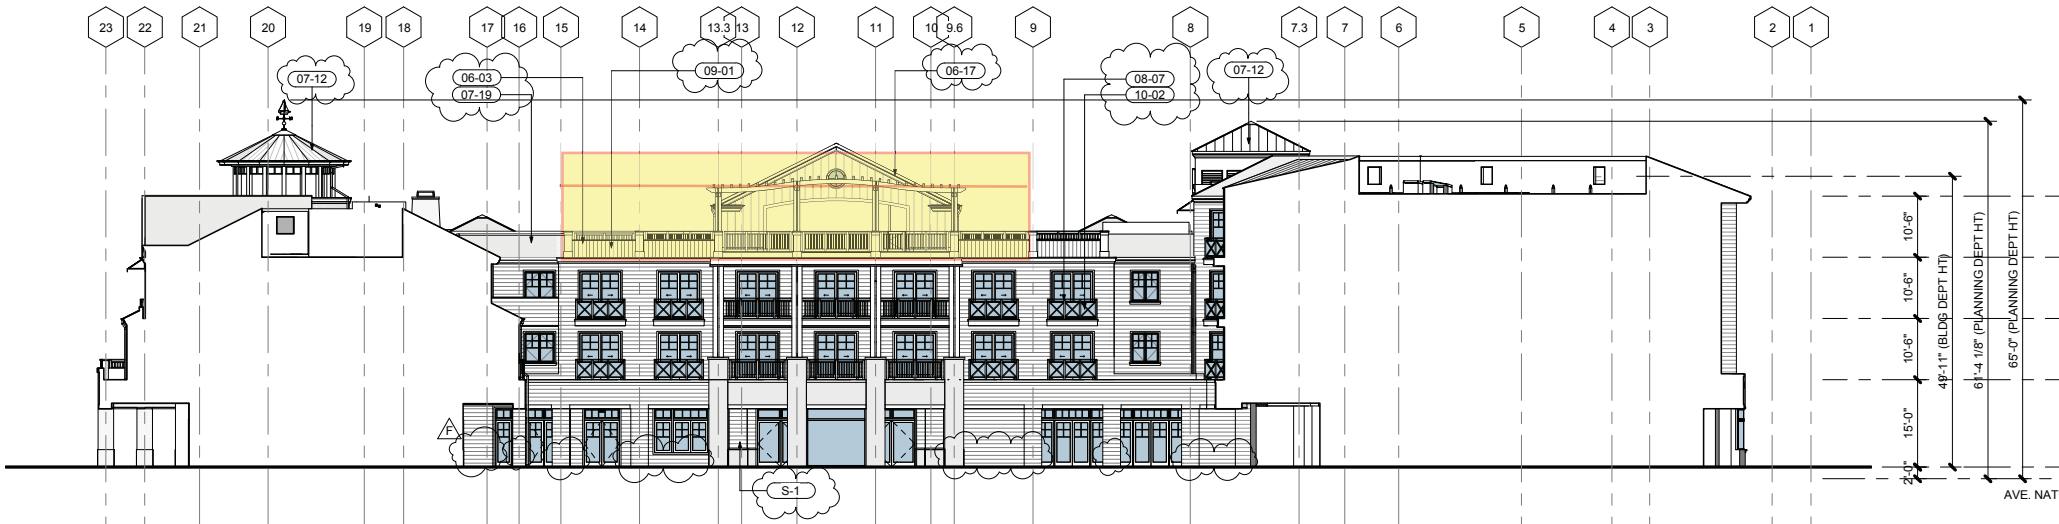 23 22 21 20 19 18 17 16 15 14 13.3 13 12 11 10 9.6 9 8 7.3 7 6 5 4 3 2 1
07-12
06-03
07-19
09-01
06-17
08-07
10-02
07-12
F
S-1
10'-6"
10'-6"
10'-6"
15'-0"
2'-0"
49'-11" (BLDG DEPT HT)
61'-4 1/8" (PLANNING DEPT HT)
65'-0" (PLANNING DEPT HT)
AVE. NAT